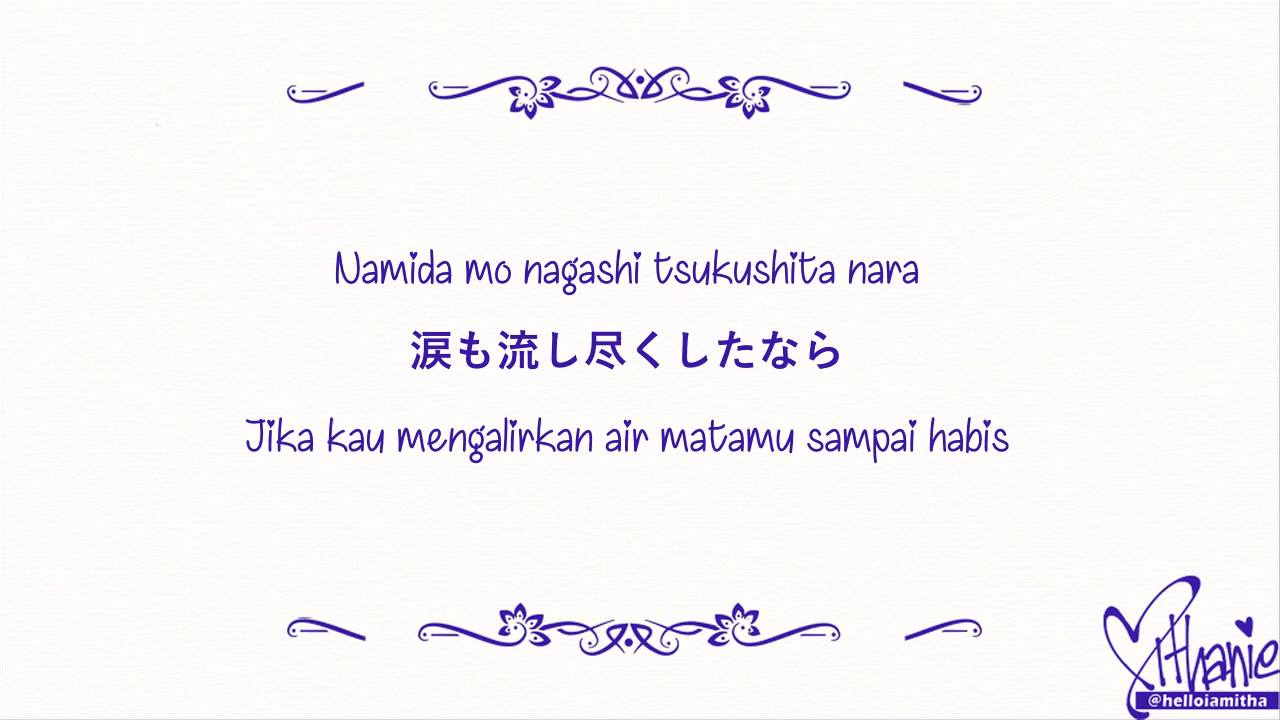 Namida mo nagashi tsukushita nara
涙も流し尽くしたなら
Jika kau mengalirkan air matamu sampai habis
Mithanie
@helloiamitha